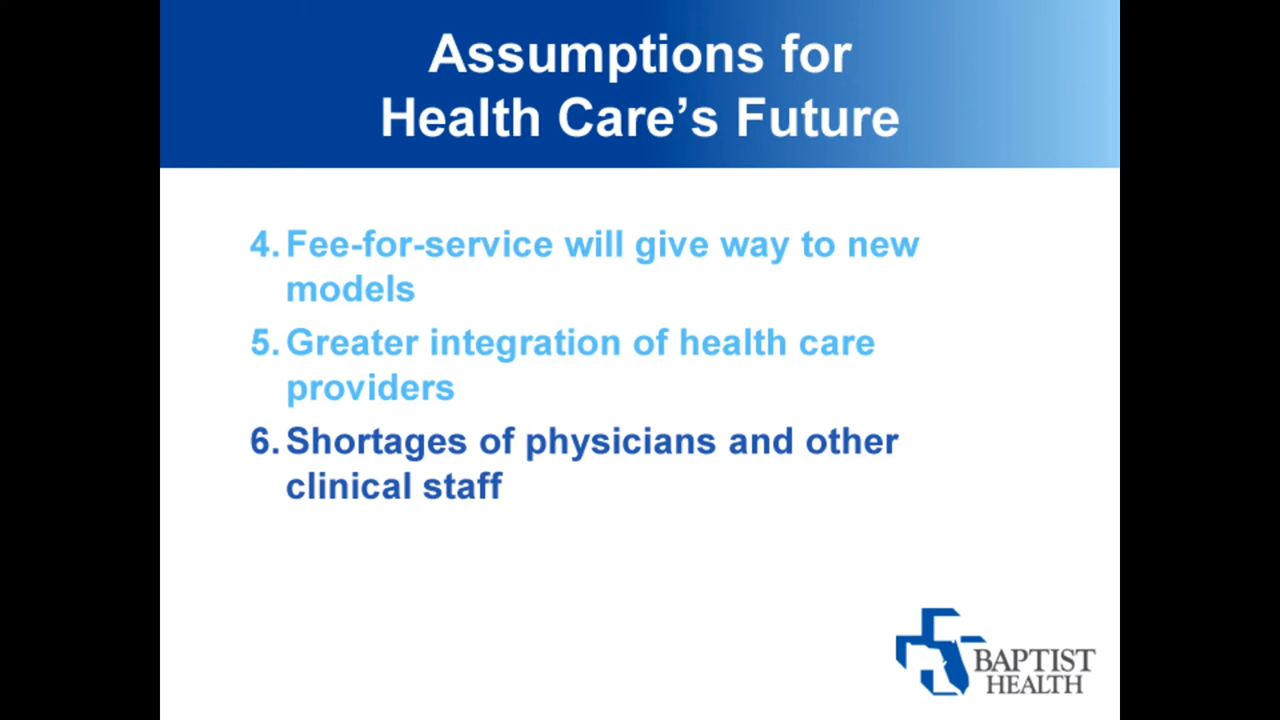 Assumptions for
Health Care’s Future
4. Fee-for-service will give way to new
models
5. Greater integration of health care
providers
6. Shortages of physicians and other
clinical staff
BAPTIST
HEALTH